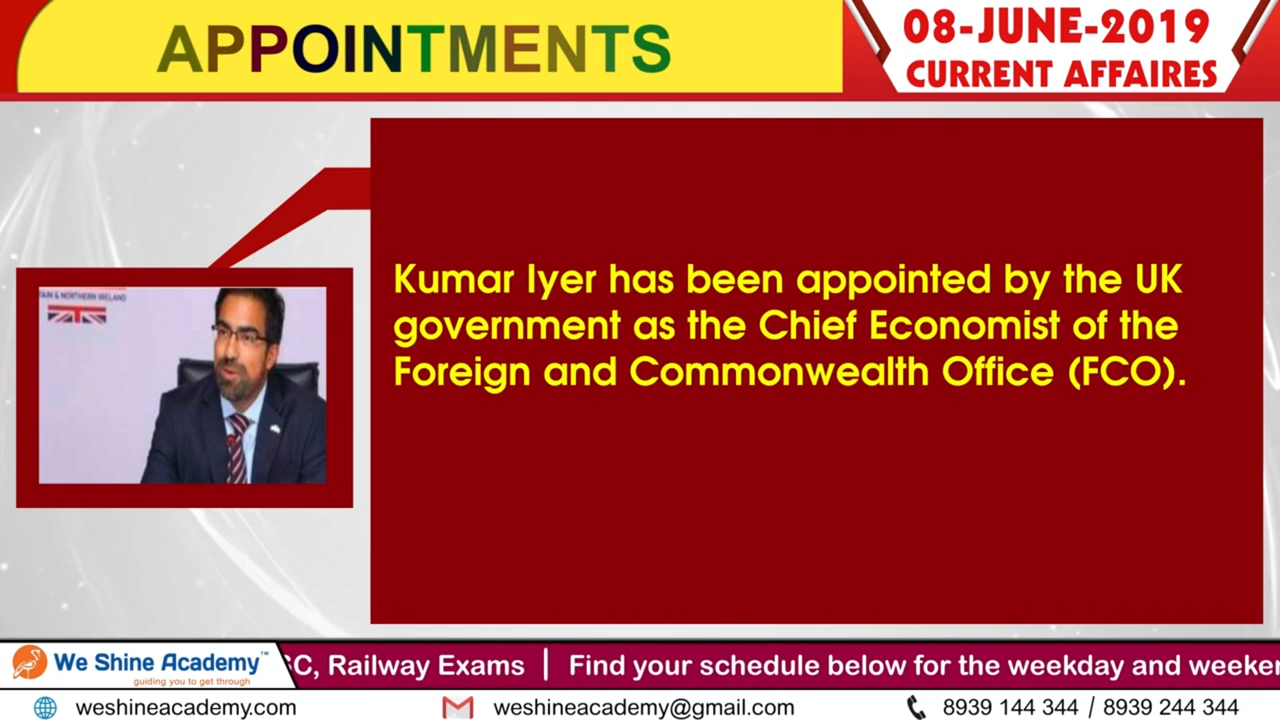 APPOINTMENTS
08-JUNE-2019
CURRENT AFFAIRES
Kumar Iyer has been appointed by the UK
government as the Chief Economist of the
Foreign and Commonwealth Office (FCO).
& NORTHERN IRELAND
We Shine Academy™
guiding you to get through
Railway Exams | Find your schedule below for the weekday and
weshineacademy.com
weshineacademy@gmail.com
8939 144 344 / 8939 244 344